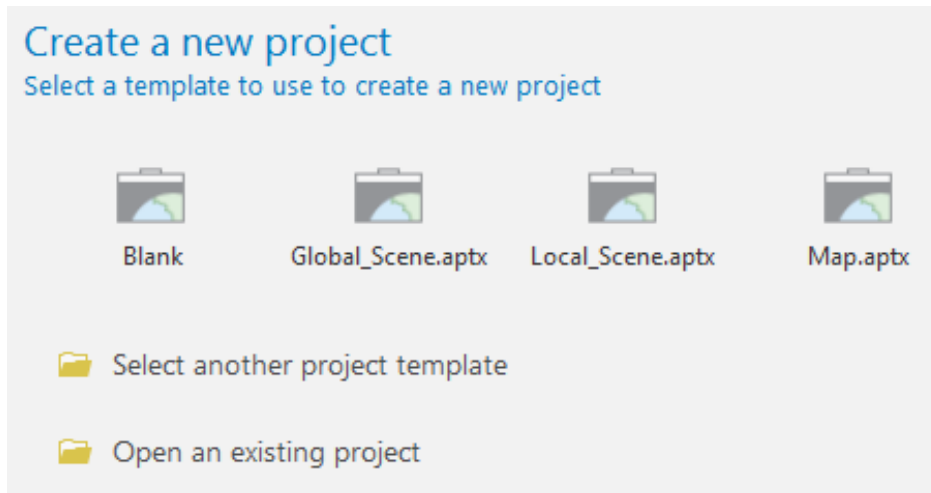 Create a new project
Select a template to use to create a new project
Blank
Global_Scene.aptx
Local_Scene.aptx
Map.aptx
Select another project template
Open an existing project